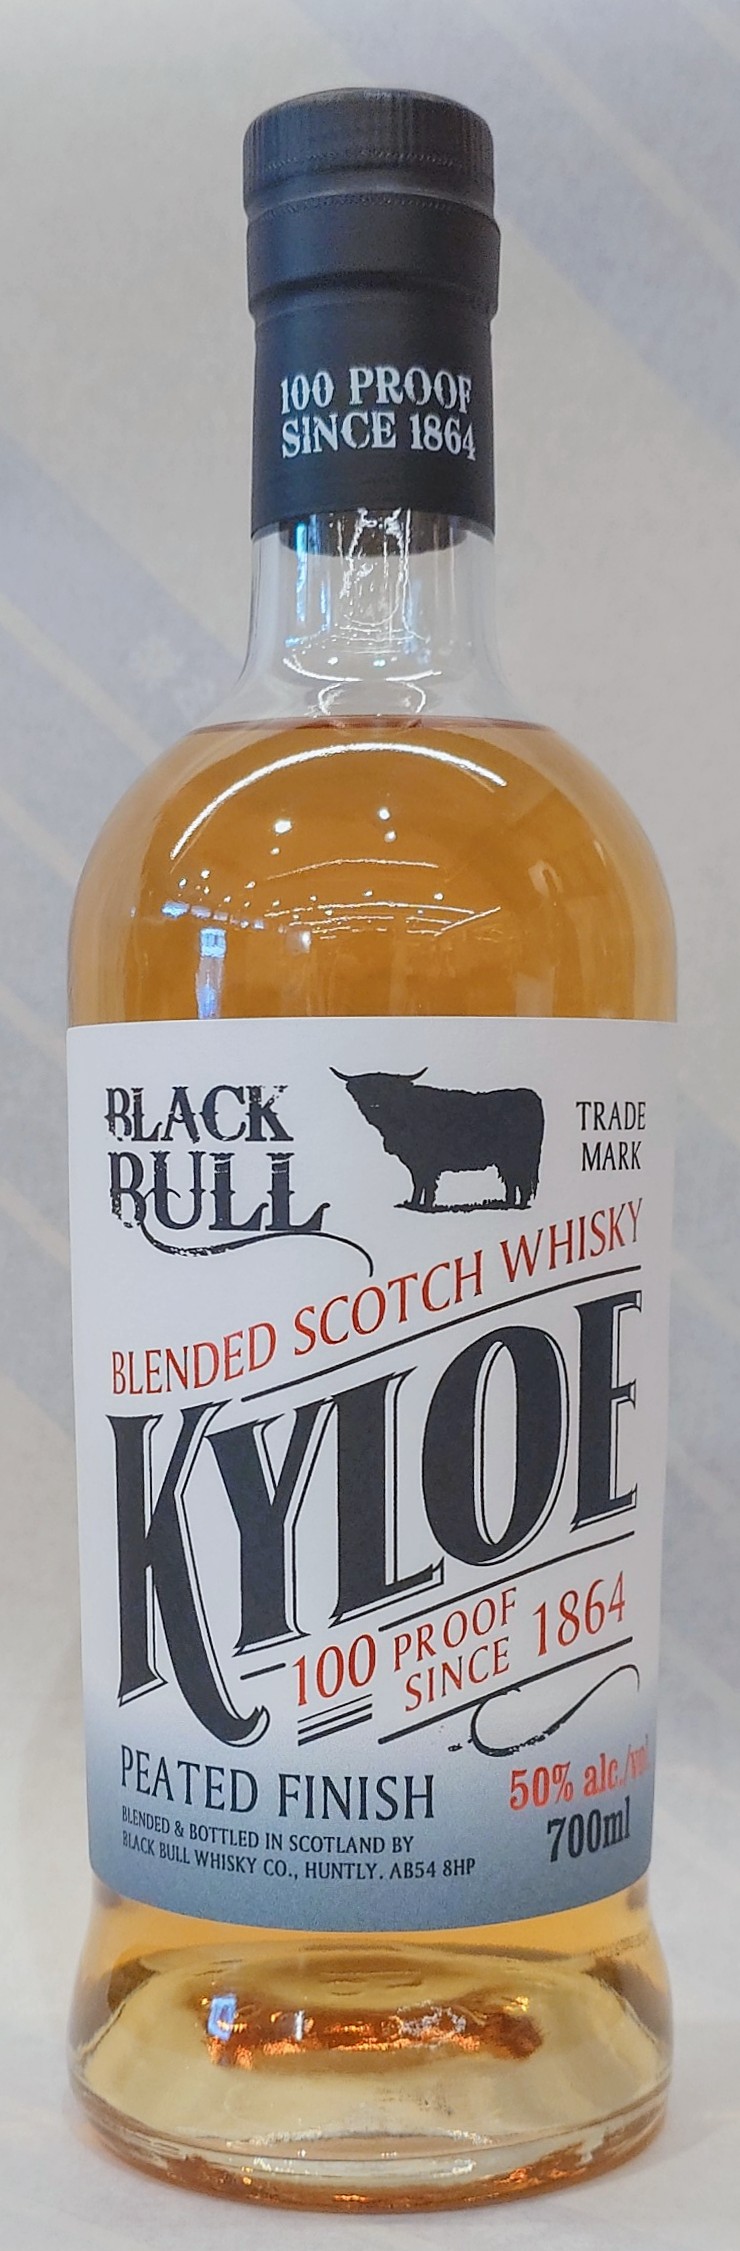 100 PROOF
SINCE 1864
BLACK
BULL
TRADE
MARK
BLENDED SCOTCH WHISKY
KYLOE
100 PROOF
SINCE 1864
PEATED FINISH
BLENDED & BOTTLED IN SCOTLAND BY
BLACK BULL WHISKY CO., HUNTLY. AB54 8HP
50% alc./vol.
700ml